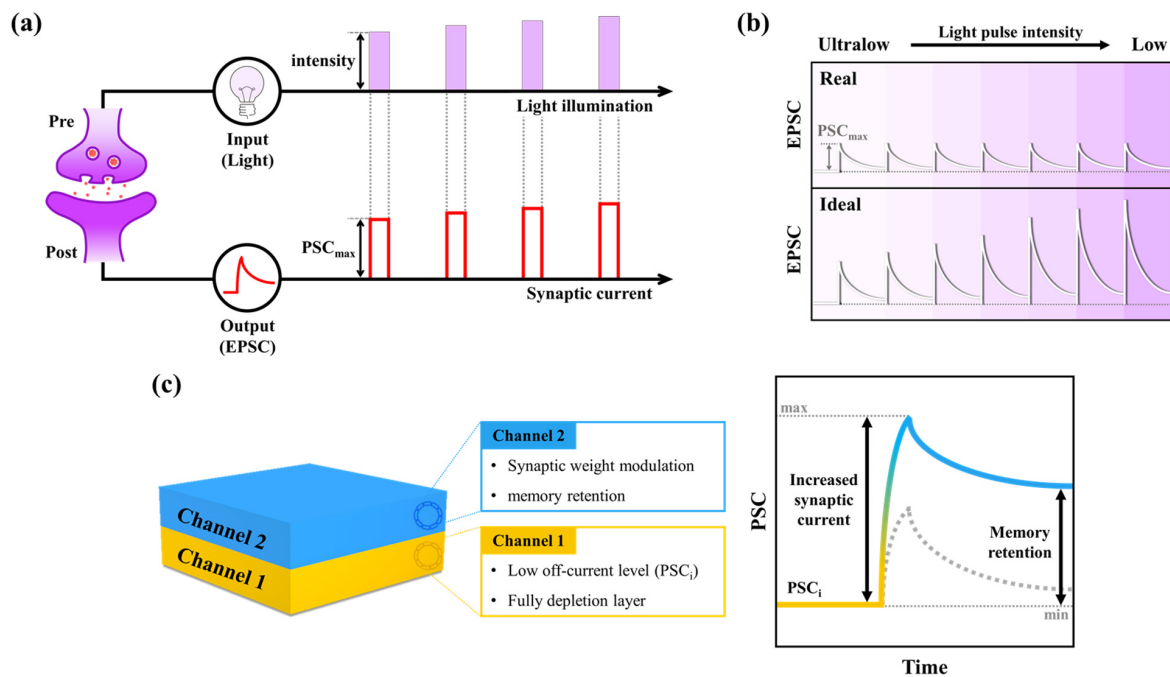 (a)
intensity
Light illumination
Pre
Input
(Light)
Post
PSCmax
Synaptic current
Output
(EPSC)
(b)
Light pulse intensity
Ultralow
Low
Real
EPSC
PSCmax
Ideal
EPSC
(c)
Channel 2
Channel 1
Channel 2
• Synaptic weight modulation
• memory retention
Channel 1
• Low off-current level (PSCi)
• Fully depletion layer
max
PSC
Increased
synaptic
current
Memory
retention
PSCi
min
Time